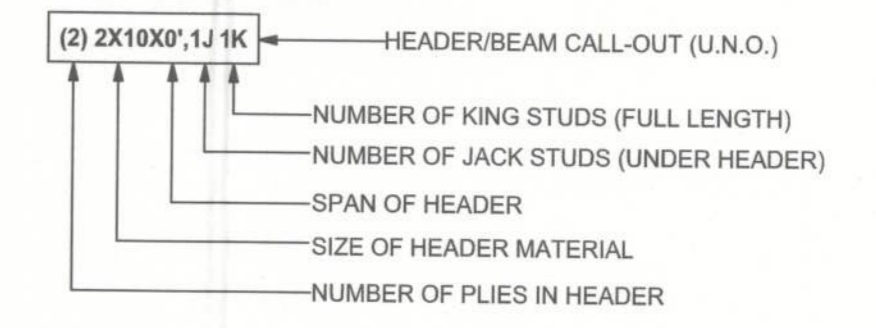 (2) 2X10X0',1J 1K
HEADER/BEAM CALL-OUT (U.N.O.)
NUMBER OF KING STUDS (FULL LENGTH)
NUMBER OF JACK STUDS (UNDER HEADER)
SPAN OF HEADER
SIZE OF HEADER MATERIAL
NUMBER OF PLIES IN HEADER